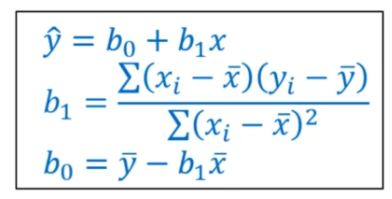 ŷ = b₀ + b₁x
b₁ = Σ(xᵢ − x̄)(yᵢ − ȳ) / Σ(xᵢ − x̄)²
b₀ = ȳ − b₁x̄